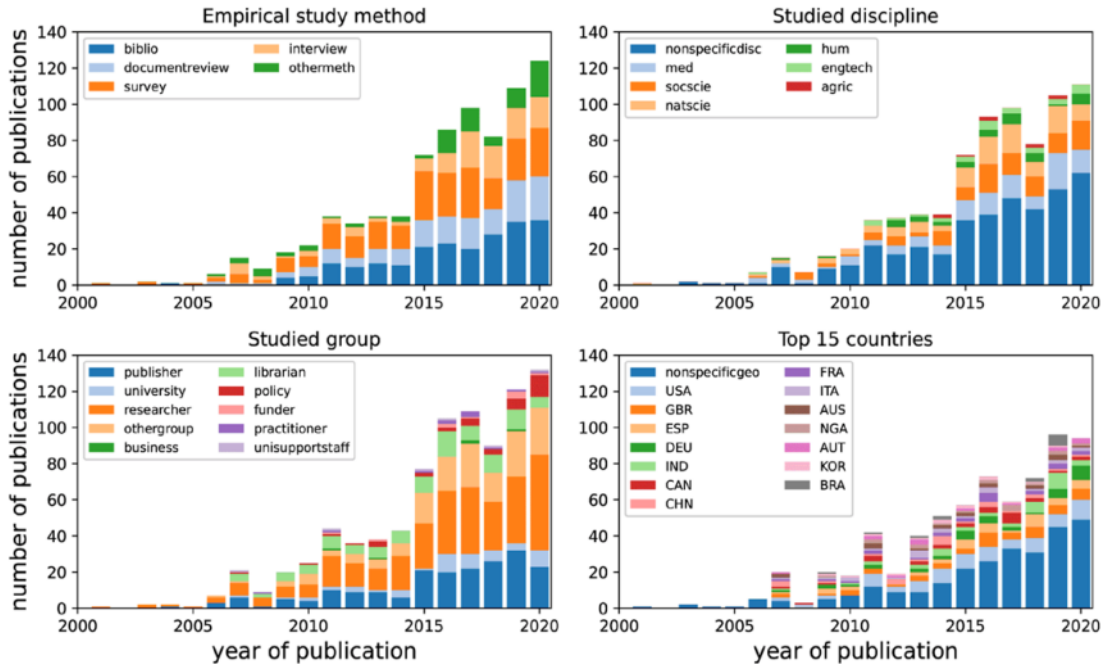 Empirical study method
140
120
100
80
60
40
20
0
number of publications
biblio
documentreview
survey
interview
othermeth
2000 2005 2010 2015 2020
Studied discipline
140
120
100
80
60
40
20
0
nonspecificdisc
med
socscie
natscie
hum
engtech
agric
2000 2005 2010 2015 2020
Studied group
140
120
100
80
60
40
20
0
number of publications
publisher
university
researcher
othergroup
business
librarian
policy
funder
practitioner
unisupportstaff
2000 2005 2010 2015 2020
year of publication
Top 15 countries
140
120
100
80
60
40
20
0
nonspecificgeo
USA
GBR
ESP
DEU
IND
CAN
CHN
FRA
ITA
AUS
NGA
AUT
KOR
BRA
2000 2005 2010 2015 2020
year of publication